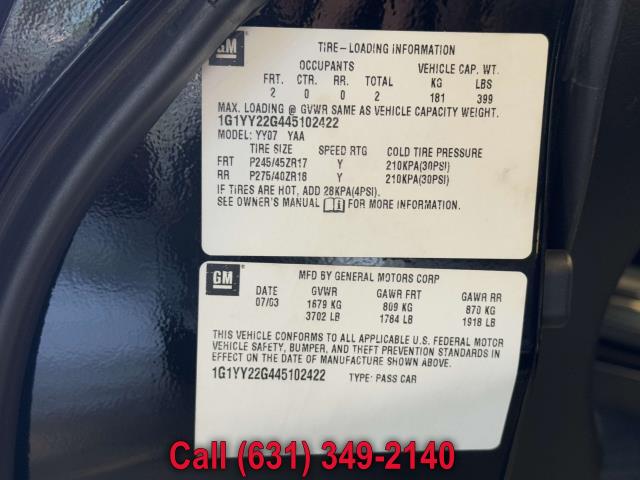 GM
TIRE-LOADING INFORMATION
OCCUPANTS VEHICLE CAP. WT.
FRT. CTR. RR. TOTAL KG LBS
2 0 0 2 181 399
MAX. LOADING @ GVWR SAME AS VEHICLE CAPACITY WEIGHT.
1G1YY22G445102422
MODEL: YY07 YAA
TIRE SIZE SPEED RTG COLD TIRE PRESSURE
FRT P245/45ZR17 Y 210KPA(30PSI)
RR P275/40ZR18 Y 210KPA(30PSI)
IF TIRES ARE HOT, ADD 28KPA(4PSI).
SEE OWNER'S MANUAL FOR MORE INFORMATION.
GM
MFD BY GENERAL MOTORS CORP
DATE GVWR GAWR FRT GAWR RR
07/03 1679 KG 809 KG 870 KG
3702 LB 1784 LB 1918 LB
THIS VEHICLE CONFORMS TO ALL APPLICABLE U.S. FEDERAL MOTOR
VEHICLE SAFETY, BUMPER, AND THEFT PREVENTION STANDARDS IN
EFFECT ON THE DATE OF MANUFACTURE SHOWN ABOVE.
1G1YY22G445102422 TYPE: PASS CAR
Call (631) 349-2140